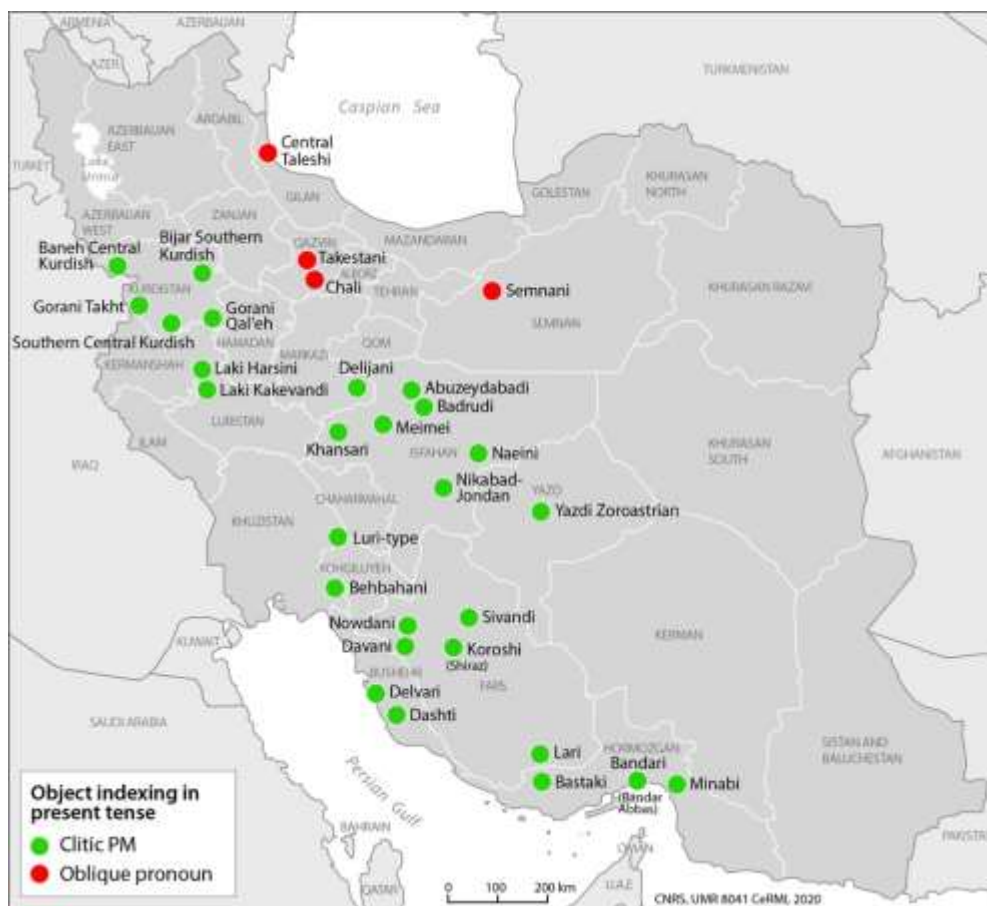 ARMENIA
AZERBAIJAN
AZER
TURKMENISTAN
Caspian Sea
ARDABIL
AZERBAIJAN
EAST
Central
Taleshi
TURKEY
Lake
Urmia
GILAN
GOLESTAN
KHURASAN
NORTH
AZERBAIJAN
WEST
ZANJAN
MAZANDARAN
Baneh Central
Kurdish
Bijar Southern
Kurdish
QAZVIN
Takestani
ALBORZ
Chali
TEHRAN
Semnani
KHURASAN RAZAVI
KURDISTAN
Gorani Takht
Gorani
Qal'eh
SEMNAN
Southern Central Kurdish
HAMADAN
MARKAZI
QOM
KERMANSHAH
Laki Harsini
Delijani
Laki Kakevandi
Abuzeydabadi
Badrudi
LURESTAN
Meimei
Khansari
ILAM
ISFAHAN
Naeini
KHURASAN
SOUTH
AFGHANISTAN
IRAQ
Nikabad-
Jondan
YAZD
CHAHARMAHAL
Yazdi Zoroastrian
KHUZISTAN
Luri-type
KOHGILUYEH
Behbahani
Nowdani
Sivandi
KERMAN
KUWAIT
Davani
Koroshi
(Shiraz)
BUSHEHR
FARS
Delvari
Dashti
SAUDI ARABIA
Lari
HORMOZGAN
Bandari
SISTAN AND
BALUCHESTAN
Bastaki
(Bandar
Abbas)
Minabi
Persian Gulf
Object indexing in
present tense
Clitic PM
Oblique pronoun
BAHRAIN
PAKISTAN
OMAN
QATAR
U.A.E
0 100 200 km
CNRS, UMR 8041 CeRMI, 2020